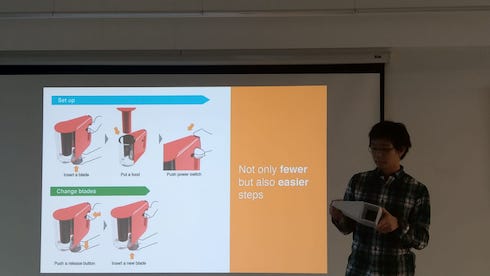 Set up
Insert a blade
Put a food
Push power switch
Change blades
Push a release button
Insert a new blade
Not only fewer
but also easier
steps